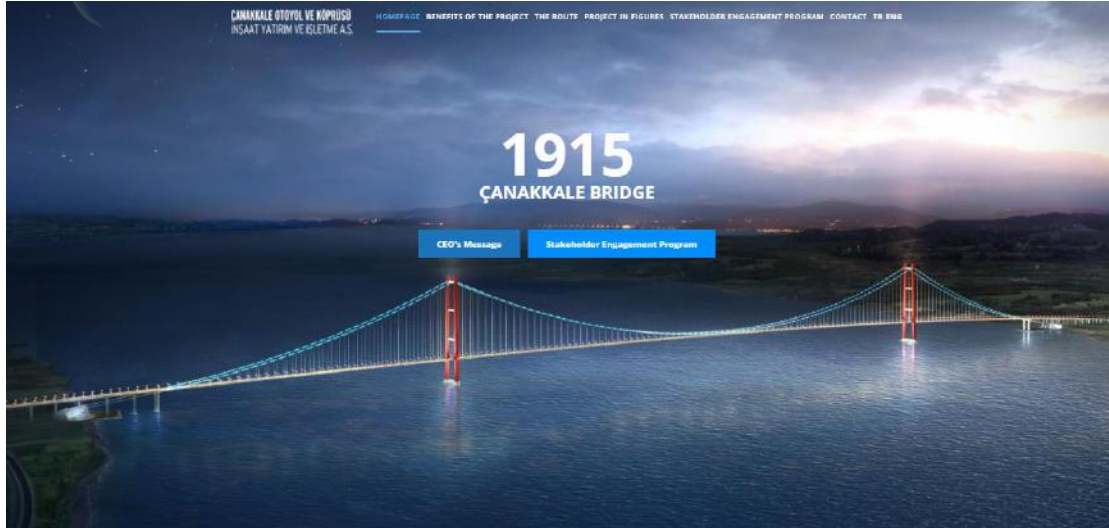 ÇANAKKALE OTOYOL VE KÖPRÜSÜ
İNŞAAT YATIRIM VE İŞLETME A.Ş.
HOMEPAGE BENEFITS OF THE PROJECT THE ROUTE PROJECT IN FIGURES STAKEHOLDER ENGAGEMENT PROGRAM CONTACT TR ENG
1915
ÇANAKKALE BRIDGE
CEO's Message Stakeholder Engagement Program